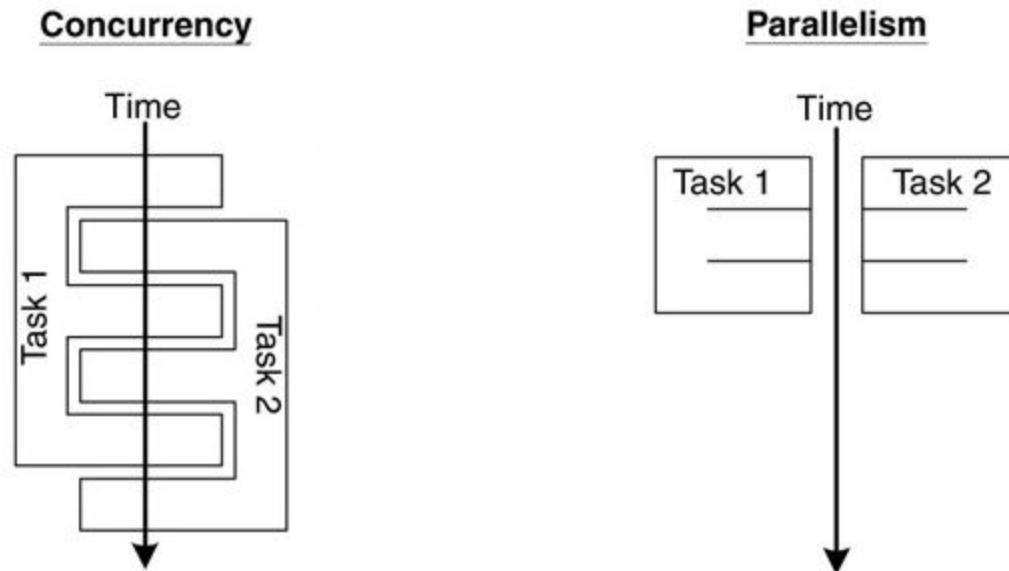 Concurrency
Time
Task 1
Task 2
Parallelism
Time
Task 1
Task 2